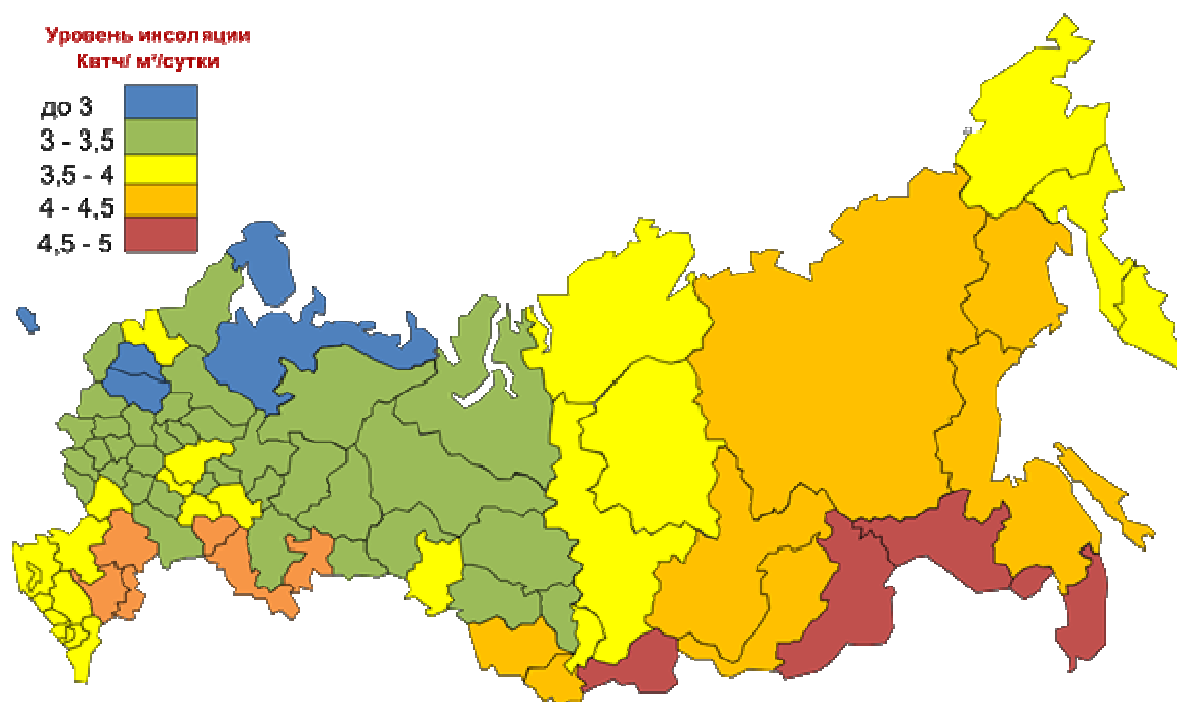 Уровень инсоляции
Квтч/ м²/сутки
до 3
3 - 3,5
3,5 - 4
4 - 4,5
4,5 - 5